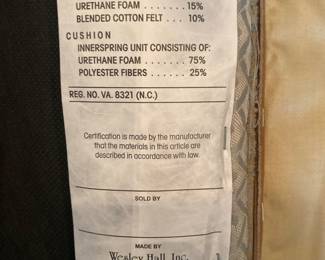 URETHANE FOAM . . . . . . . 15%
BLENDED COTTON FELT . . . 10%
CUSHION
INNERSPRING UNIT CONSISTING OF:
URETHANE FOAM . . . . . . 75%
POLYESTER FIBERS . . . . . 25%
REG. NO. VA. 8321 (N.C.)
Certification is made by the manufacturer
that the materials in this article are
described in accordance with law.
SOLD BY
MADE BY
Wesley Hall, Inc.